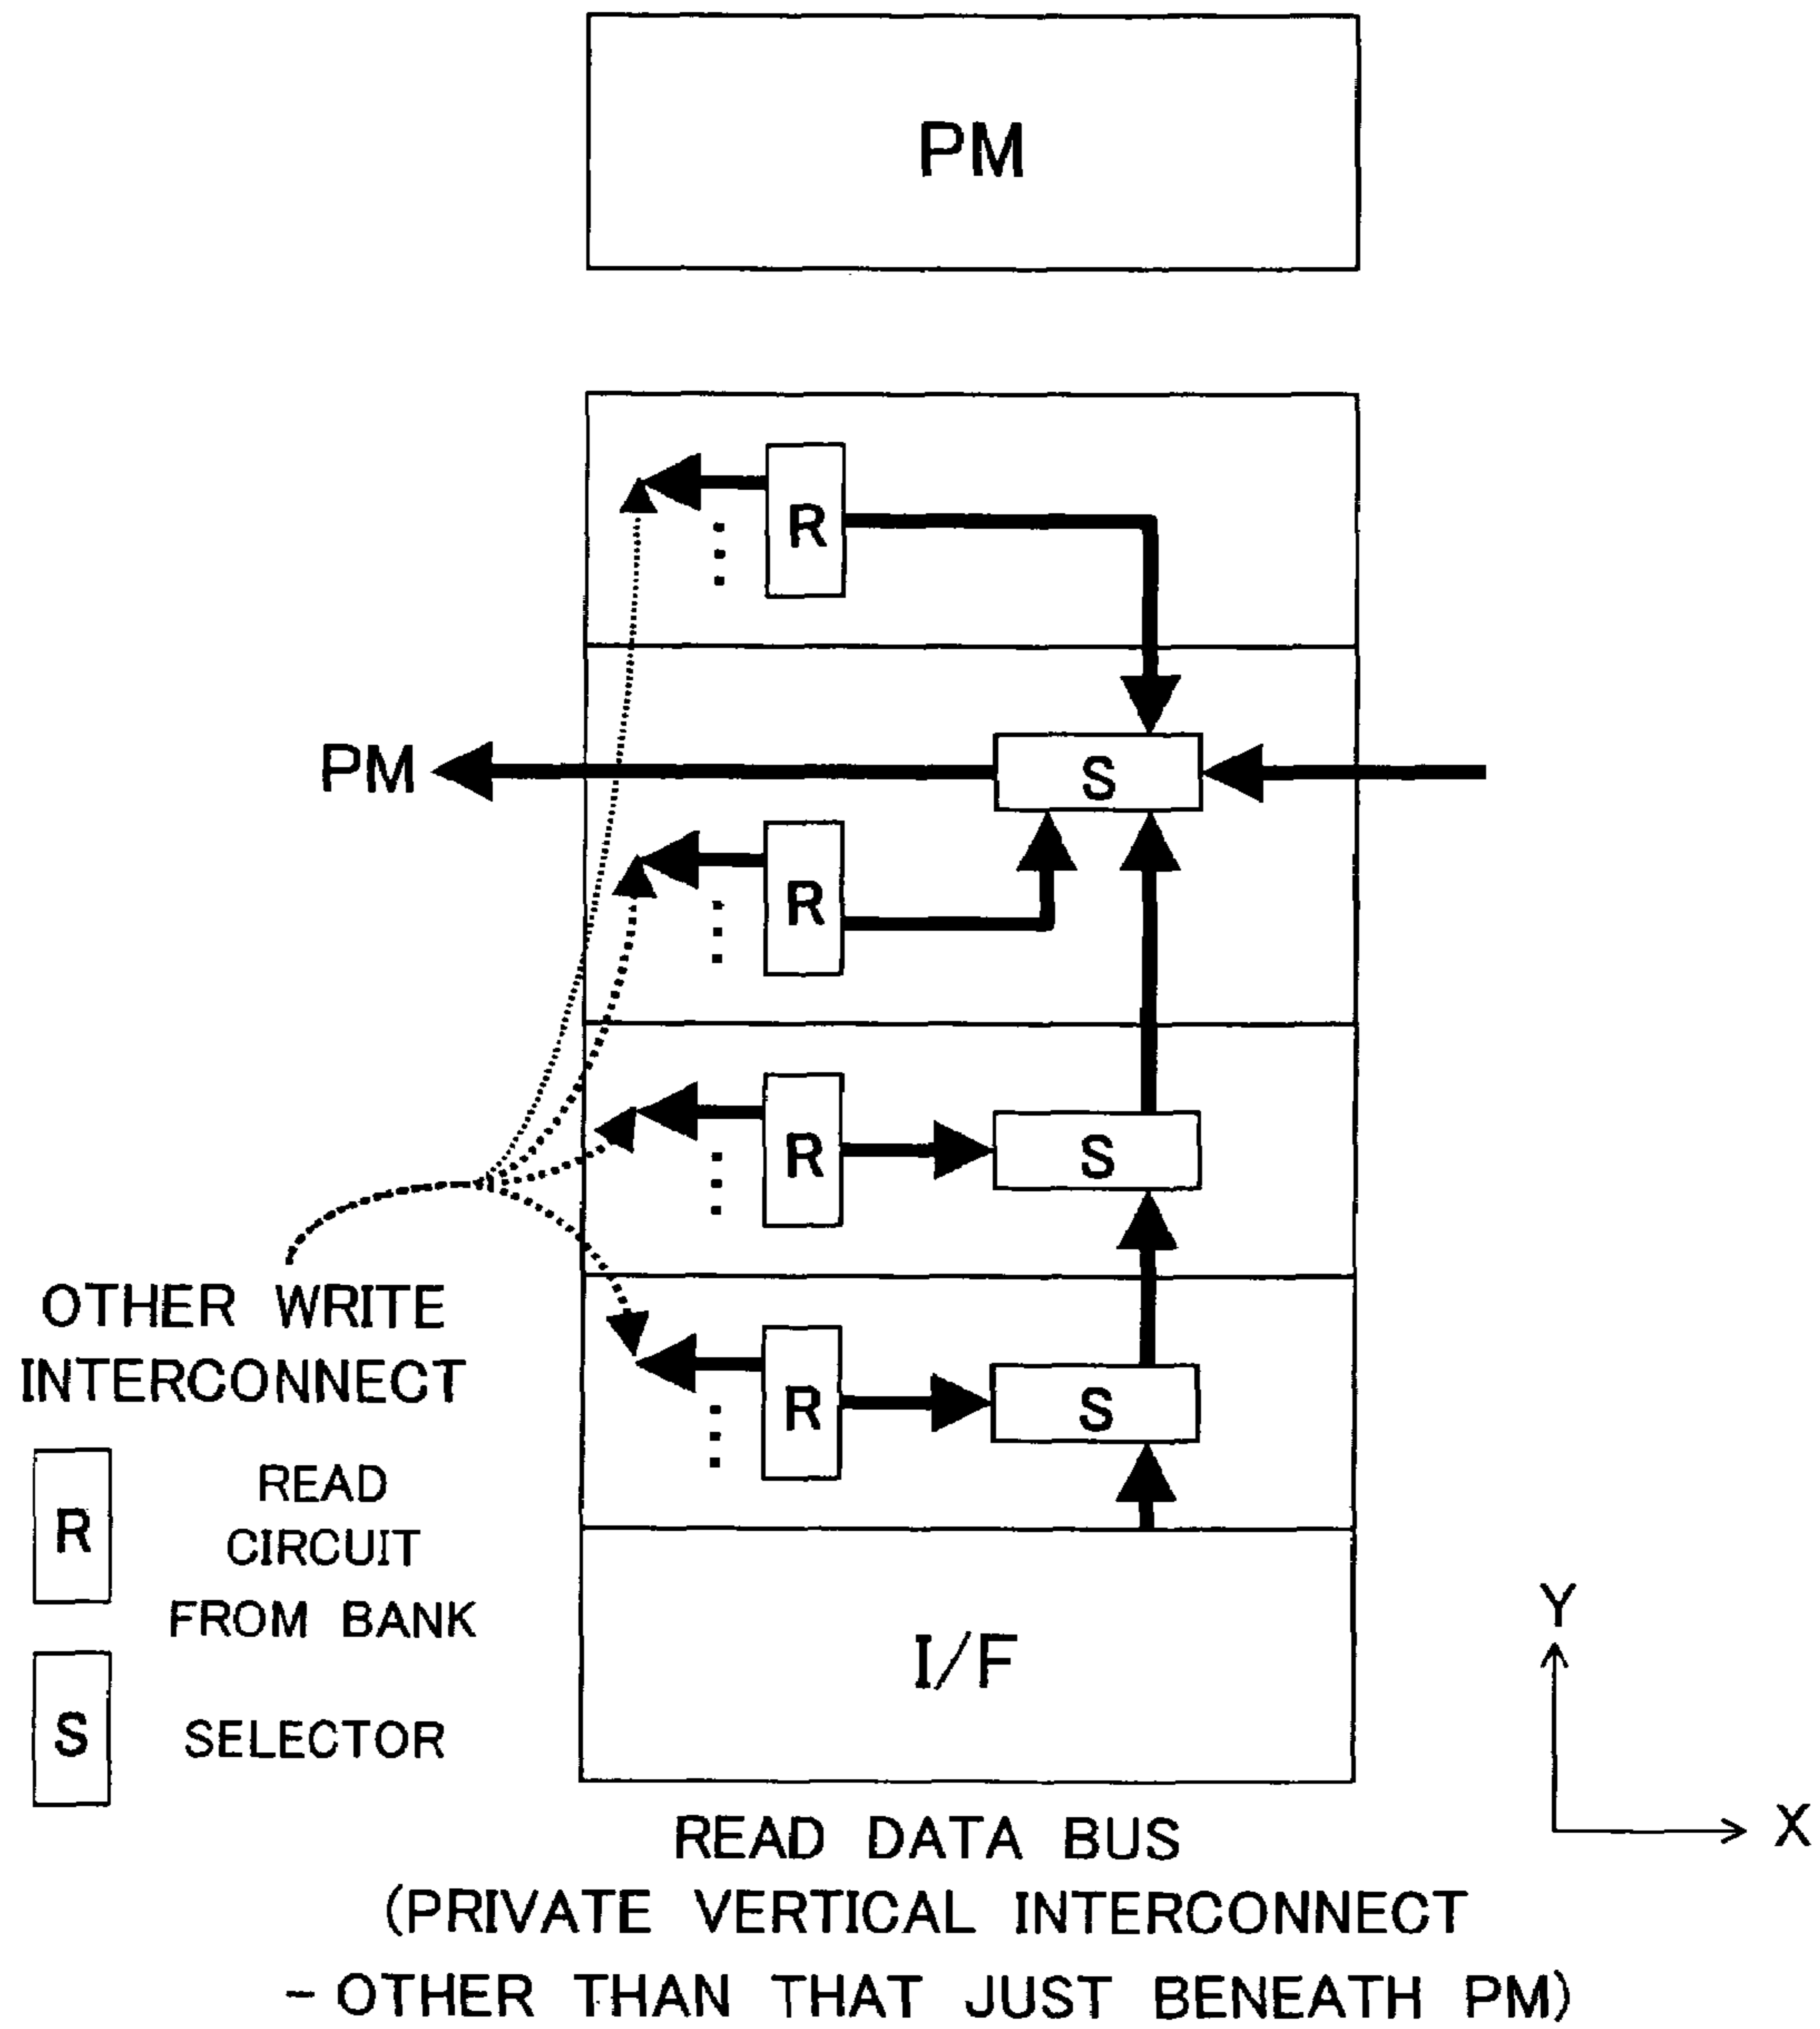 PM
R
PM
S
R
R
S
OTHER WRITE
INTERCONNECT
R
S
R
READ
CIRCUIT
FROM BANK
I/F
S
SELECTOR
Y
X
READ DATA BUS
(PRIVATE VERTICAL INTERCONNECT
- OTHER THAN THAT JUST BENEATH PM)